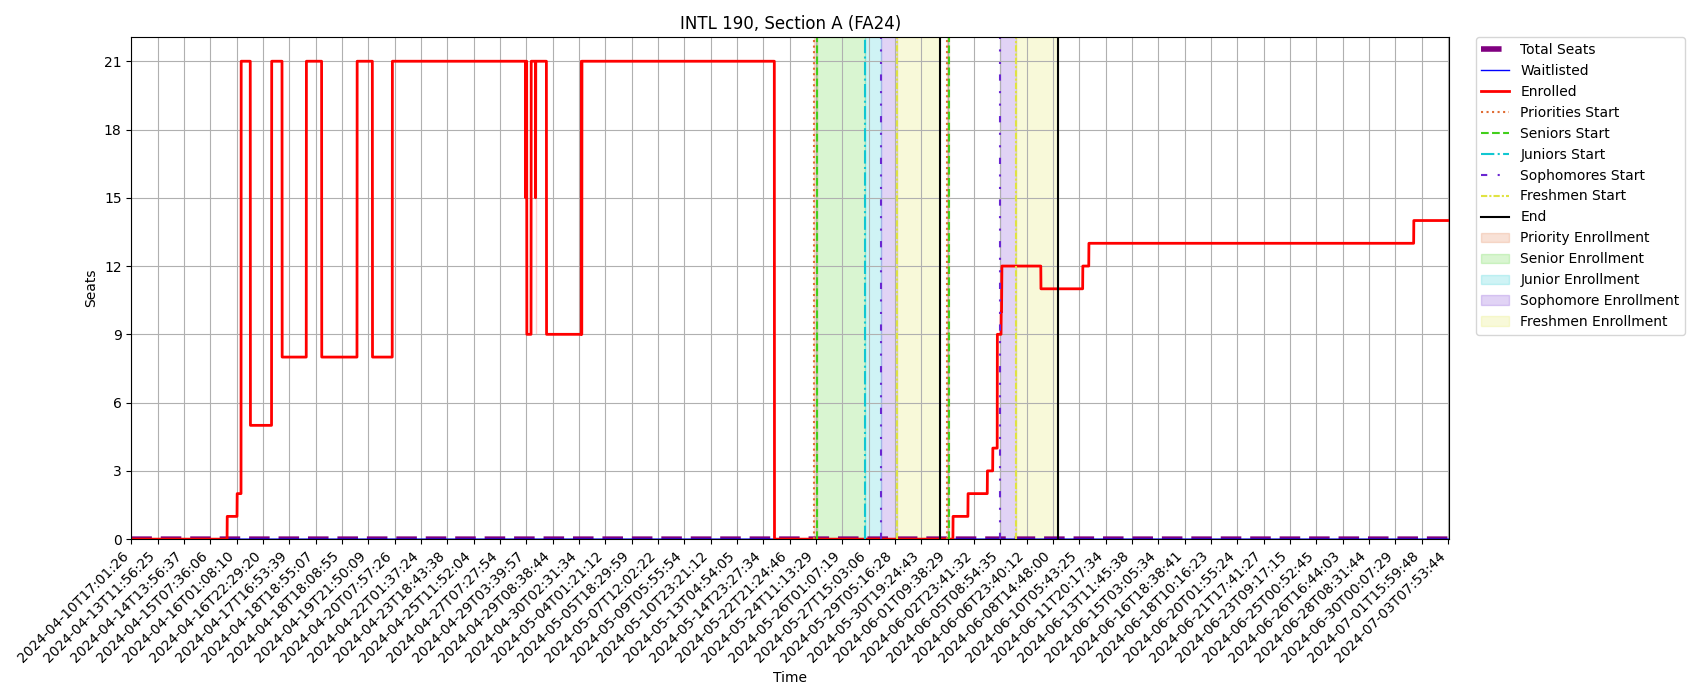 INTL 190, Section A (FA24)
Seats
21
18
15
12
9
6
3
0
2024-04-10T17:01:26
2024-04-13T11:56:25
2024-04-14T13:56:37
2024-04-15T07:36:06
2024-04-16T01:08:10
2024-04-16T22:29:20
2024-04-17T16:53:39
2024-04-18T18:55:07
2024-04-18T18:08:55
2024-04-19T21:50:09
2024-04-20T07:57:26
2024-04-22T01:37:24
2024-04-23T18:43:38
2024-04-25T11:52:04
2024-04-27T07:27:54
2024-04-29T03:39:57
2024-04-29T09:38:44
2024-04-30T02:31:34
2024-05-04T01:21:12
2024-05-05T18:29:59
2024-05-07T12:02:22
2024-05-09T05:55:54
2024-05-10T23:21:12
2024-05-13T04:54:05
2024-05-14T23:27:34
2024-05-22T21:24:46
2024-05-24T11:13:29
2024-05-26T01:07:19
2024-05-27T15:03:06
2024-05-29T05:16:28
2024-05-30T19:24:43
2024-06-01T09:38:29
2024-06-02T23:41:32
2024-06-05T08:54:35
2024-06-06T23:40:12
2024-06-08T14:48:00
2024-06-10T05:43:25
2024-06-11T20:17:34
2024-06-13T11:45:38
2024-06-15T03:05:34
2024-06-16T18:38:41
2024-06-18T10:16:23
2024-06-20T01:55:24
2024-06-21T17:41:27
2024-06-23T09:17:15
2024-06-25T00:52:45
2024-06-26T16:44:03
2024-06-28T08:31:44
2024-06-30T00:07:29
2024-07-01T15:59:48
2024-07-03T07:53:44
Time
Total Seats
Waitlisted
Enrolled
Priorities Start
Seniors Start
Juniors Start
Sophomores Start
Freshmen Start
End
Priority Enrollment
Senior Enrollment
Junior Enrollment
Sophomore Enrollment
Freshmen Enrollment